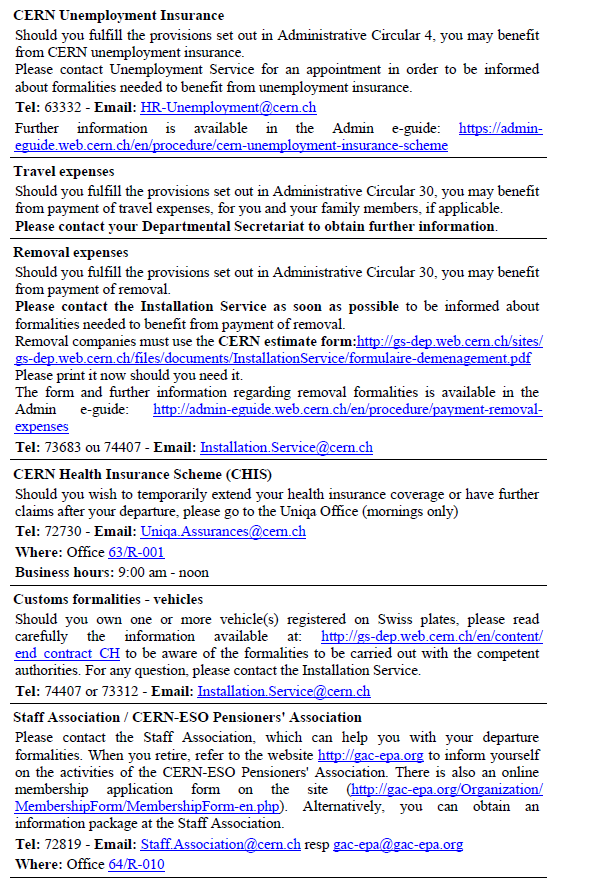 CERN Unemployment Insurance
Should you fulfill the provisions set out in Administrative Circular 4, you may benefit
from CERN unemployment insurance.
Please contact Unemployment Service for an appointment in order to be informed
about formalities needed to benefit from unemployment insurance.
Tel: 63332 - Email: HR-Unemployment@cern.ch
Further information is available in the Admin e-guide: https://admin-
eguide.web.cern.ch/en/procedure/cern-unemployment-insurance-scheme
Travel expenses
Should you fulfill the provisions set out in Administrative Circular 30, you may benefit
from payment of travel expenses, for you and your family members, if applicable.
Please contact your Departmental Secretariat to obtain further information.
Removal expenses
Should you fulfill the provisions set out in Administrative Circular 30, you may benefit
from payment of removal.
Please contact the Installation Service as soon as possible to be informed about
formalities needed to benefit from payment of removal.
Removal companies must use the CERN estimate form:http://gs-dep.web.cern.ch/sites/
gs-dep.web.cern.ch/files/documents/InstallationService/formulaire-demenagement.pdf
Please print it now should you need it.
The form and further information regarding removal formalities is available in the
Admin e-guide: http://admin-eguide.web.cern.ch/en/procedure/payment-removal-
expenses
Tel: 73683 ou 74407 - Email: Installation.Service@cern.ch
CERN Health Insurance Scheme (CHIS)
Should you wish to temporarily extend your health insurance coverage or have further
claims after your departure, please go to the Uniqa Office (mornings only)
Tel: 72730 - Email: Uniqa.Assurances@cern.ch
Where: Office 63/R-001
Business hours: 9:00 am - noon
Customs formalities - vehicles
Should you own one or more vehicle(s) registered on Swiss plates, please read
carefully the information available at: http://gs-dep.web.cern.ch/en/content/
end_contract_CH to be aware of the formalities to be carried out with the competent
authorities. For any question, please contact the Installation Service.
Tel: 74407 or 73312 - Email: Installation.Service@cern.ch
Staff Association / CERN-ESO Pensioners' Association
Please contact the Staff Association, which can help you with your departure
formalities. When you retire, refer to the website http://gac-epa.org to inform yourself
on the activities of the CERN-ESO Pensioners' Association. There is also an online
membership application form on the site (http://gac-epa.org/Organization/
MembershipForm/MembershipForm-en.php). Alternatively, you can obtain an
information package at the Staff Association.
Tel: 72819 - Email: Staff.Association@cern.ch resp gac-epa@gac-epa.org
Where: Office 64/R-010